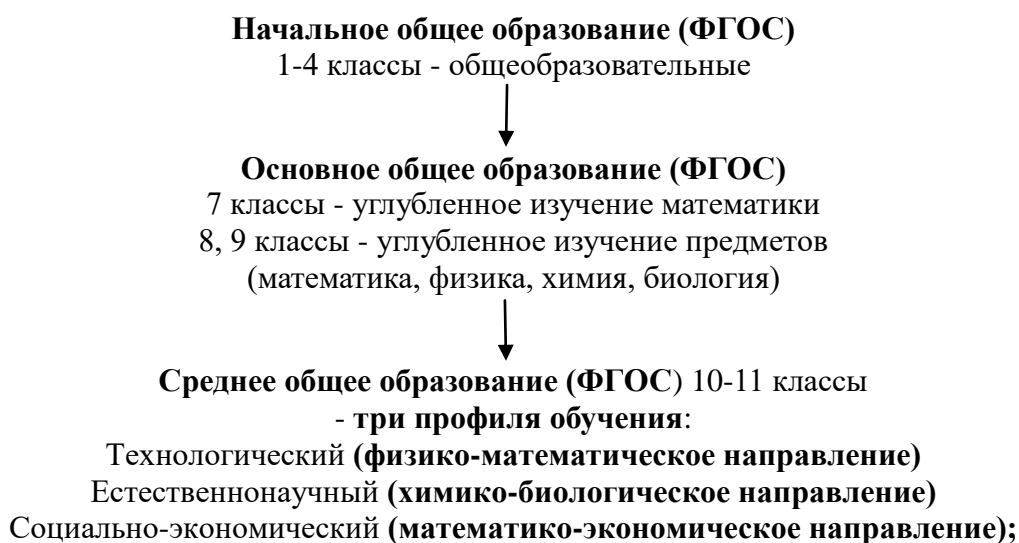 Начальное общее образование (ФГОС)
1-4 классы - общеобразовательные
Основное общее образование (ФГОС)
7 классы - углубленное изучение математики
8, 9 классы - углубленное изучение предметов
(математика, физика, химия, биология)
Среднее общее образование (ФГОС) 10-11 классы
- три профиля обучения:
Технологический (физико-математическое направление)
Естественнонаучный (химико-биологическое направление)
Социально-экономический (математико-экономическое направление);